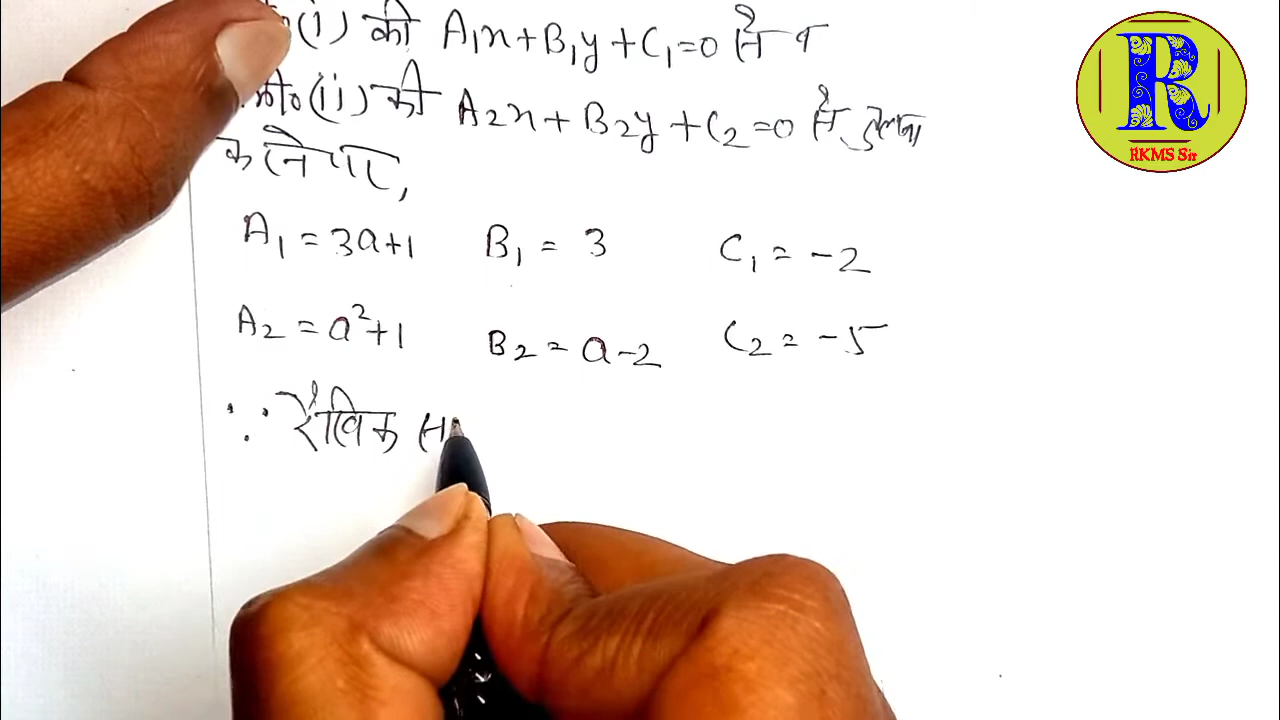 (i) की A₁x+B₁y+C₁=0 से व
(ii) की A₂x+B₂y+C₂=0 से तुलना
करने पर,
A₁ = 3a+1 B₁ = 3 C₁ = -2
A₂ = a²+1 B₂ = a-2 C₂ = -5
∵ रैखिक स
R
RKMS Sir